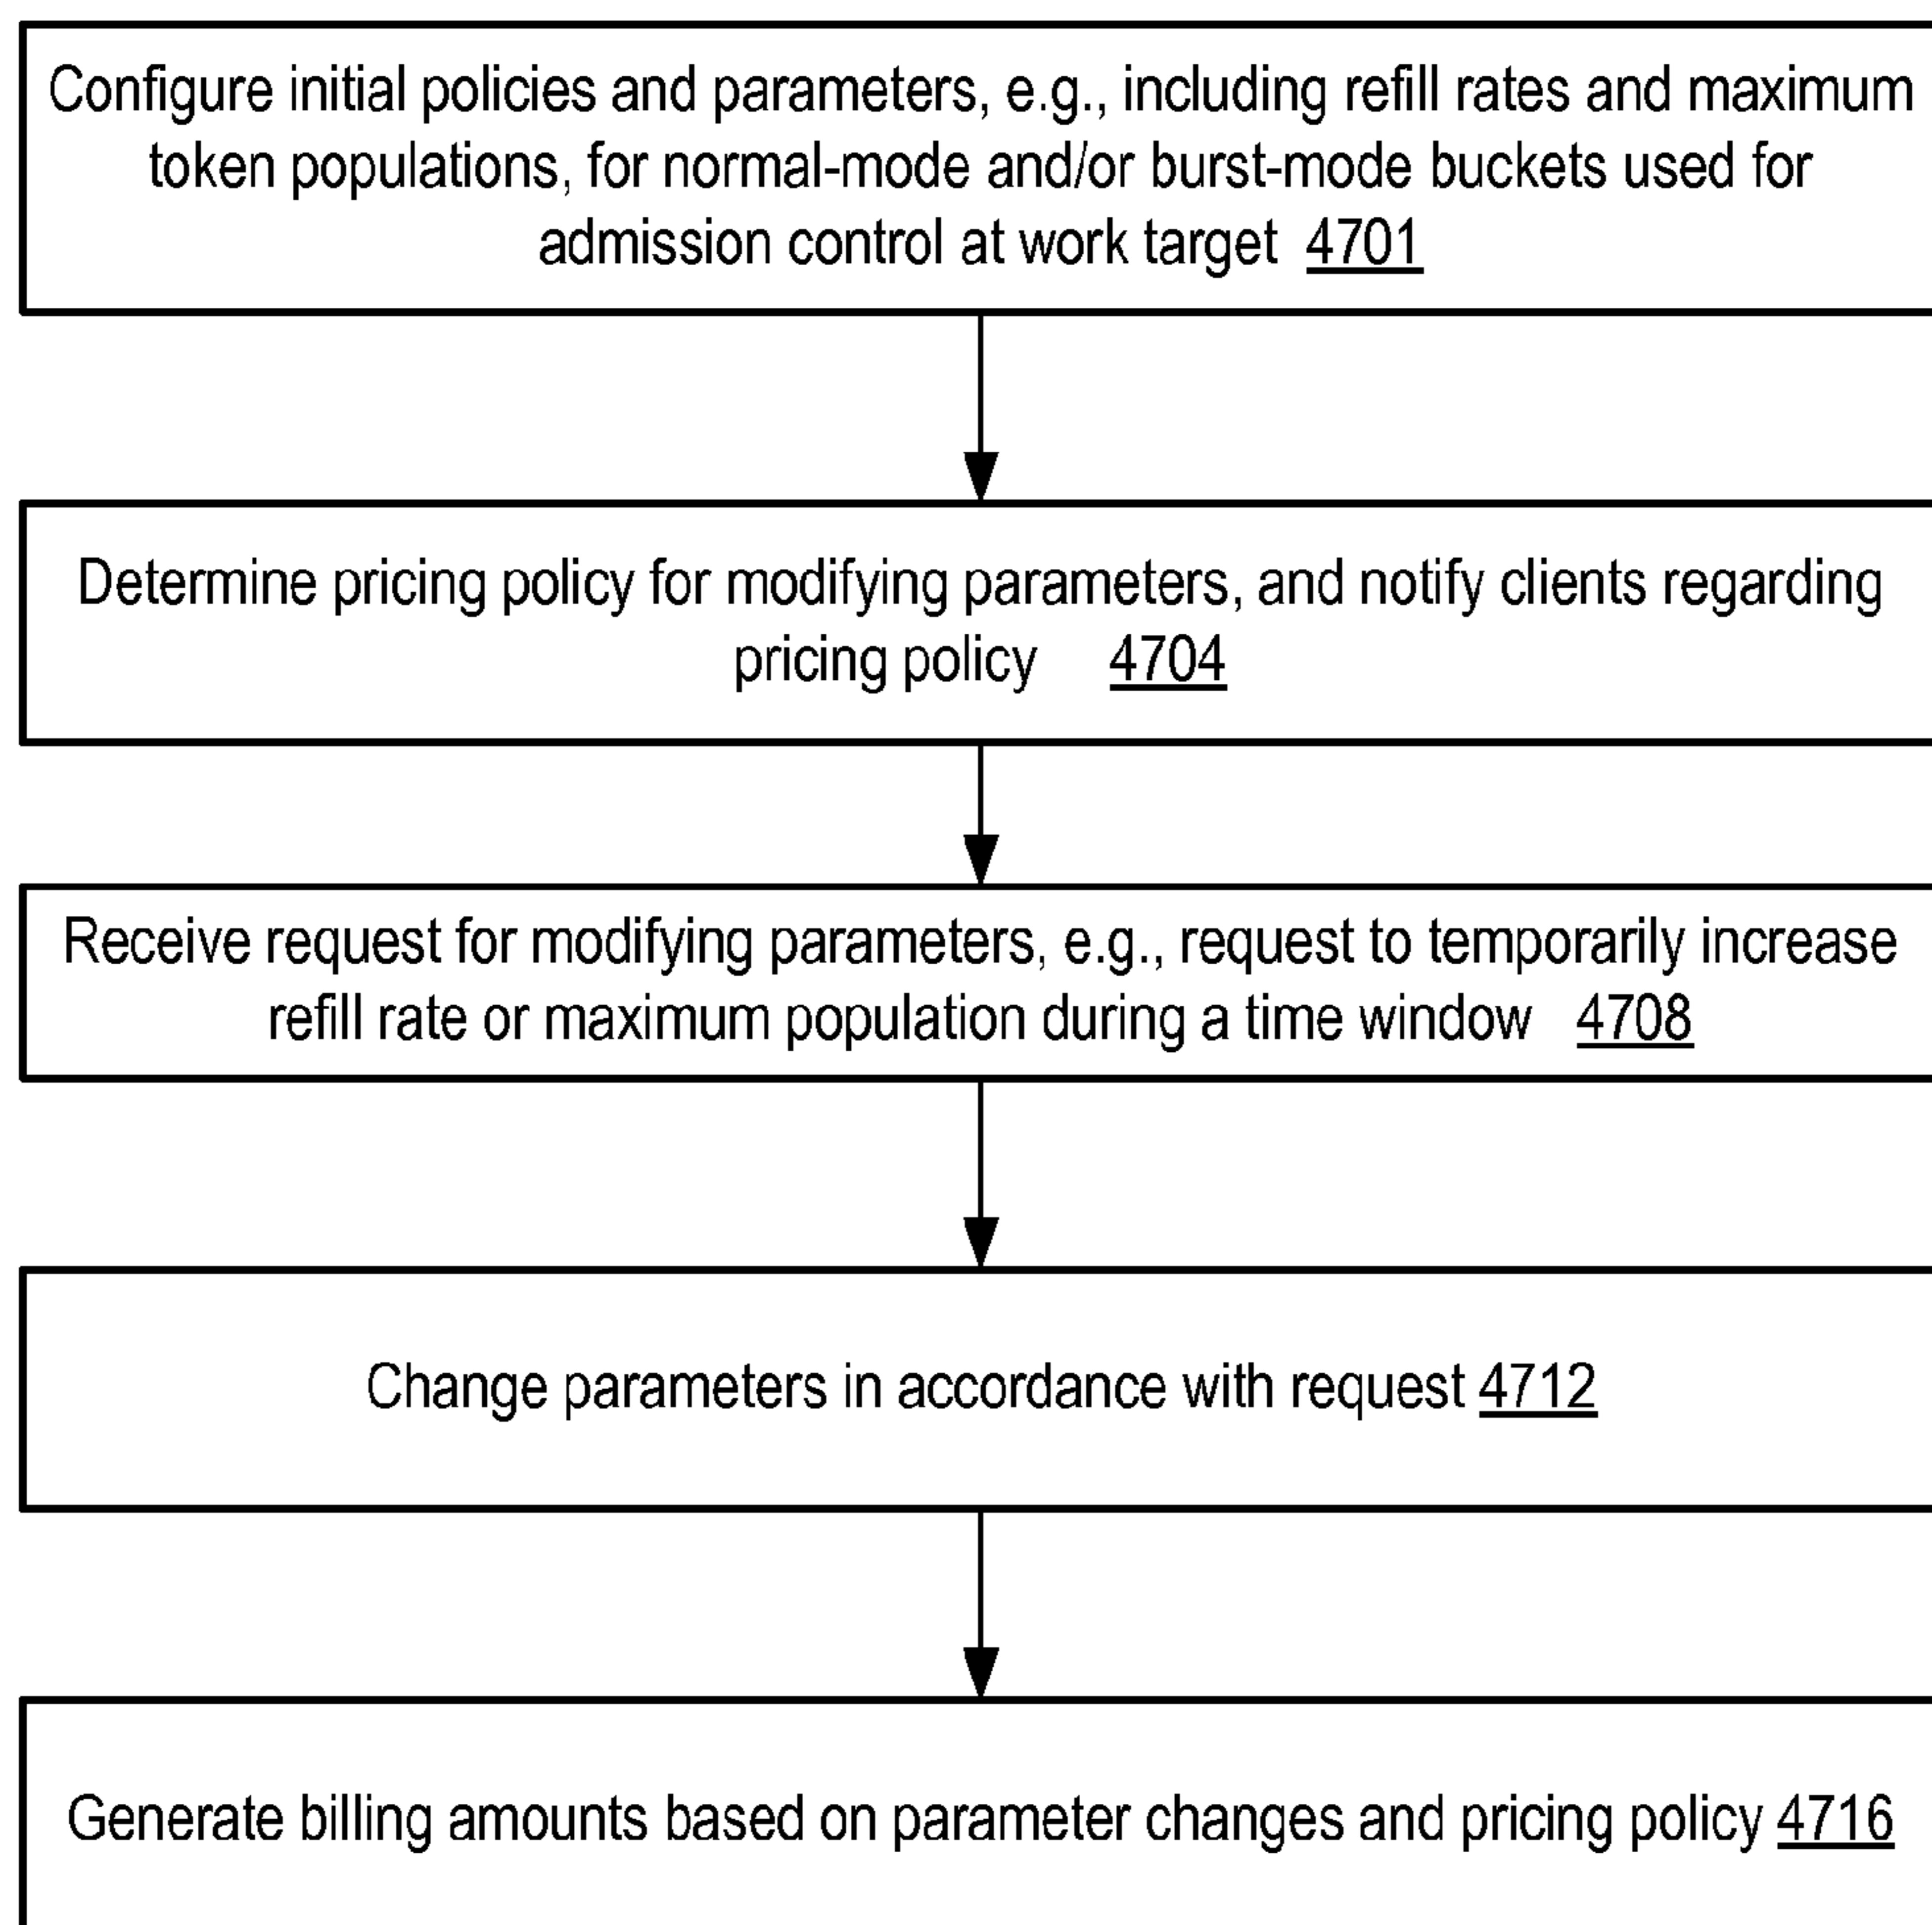 Configure initial policies and parameters, e.g., including refill rates and maximum
token populations, for normal-mode and/or burst-mode buckets used for
admission control at work target 4701
Determine pricing policy for modifying parameters, and notify clients regarding
pricing policy 4704
Receive request for modifying parameters, e.g., request to temporarily increase
refill rate or maximum population during a time window 4708
Change parameters in accordance with request 4712
Generate billing amounts based on parameter changes and pricing policy 4716